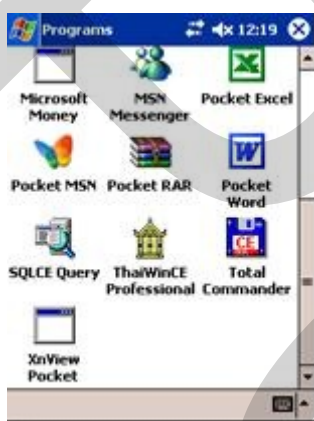 Programs 12:19
Microsoft Money
MSN Messenger
Pocket Excel
Pocket MSN
Pocket RAR
Pocket Word
W
SQLCE Query
ThaiWinCE Professional
CE
Total Commander
XnView Pocket